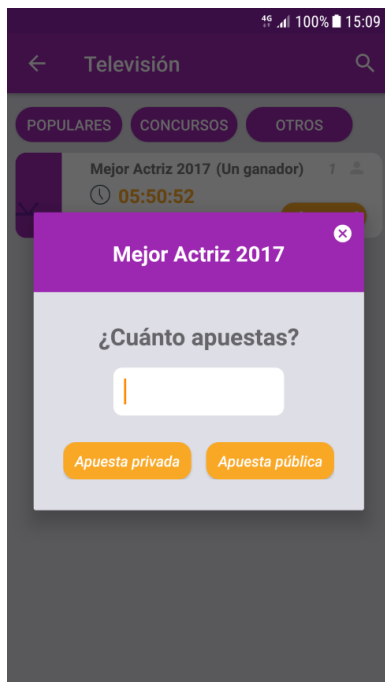 4G 100% 15:09
Televisión
POPULARES CONCURSOS OTROS
Mejor Actriz 2017 (Un ganador) 1
05:50:52
Mejor Actriz 2017
¿Cuánto apuestas?
Apuesta privada Apuesta pública